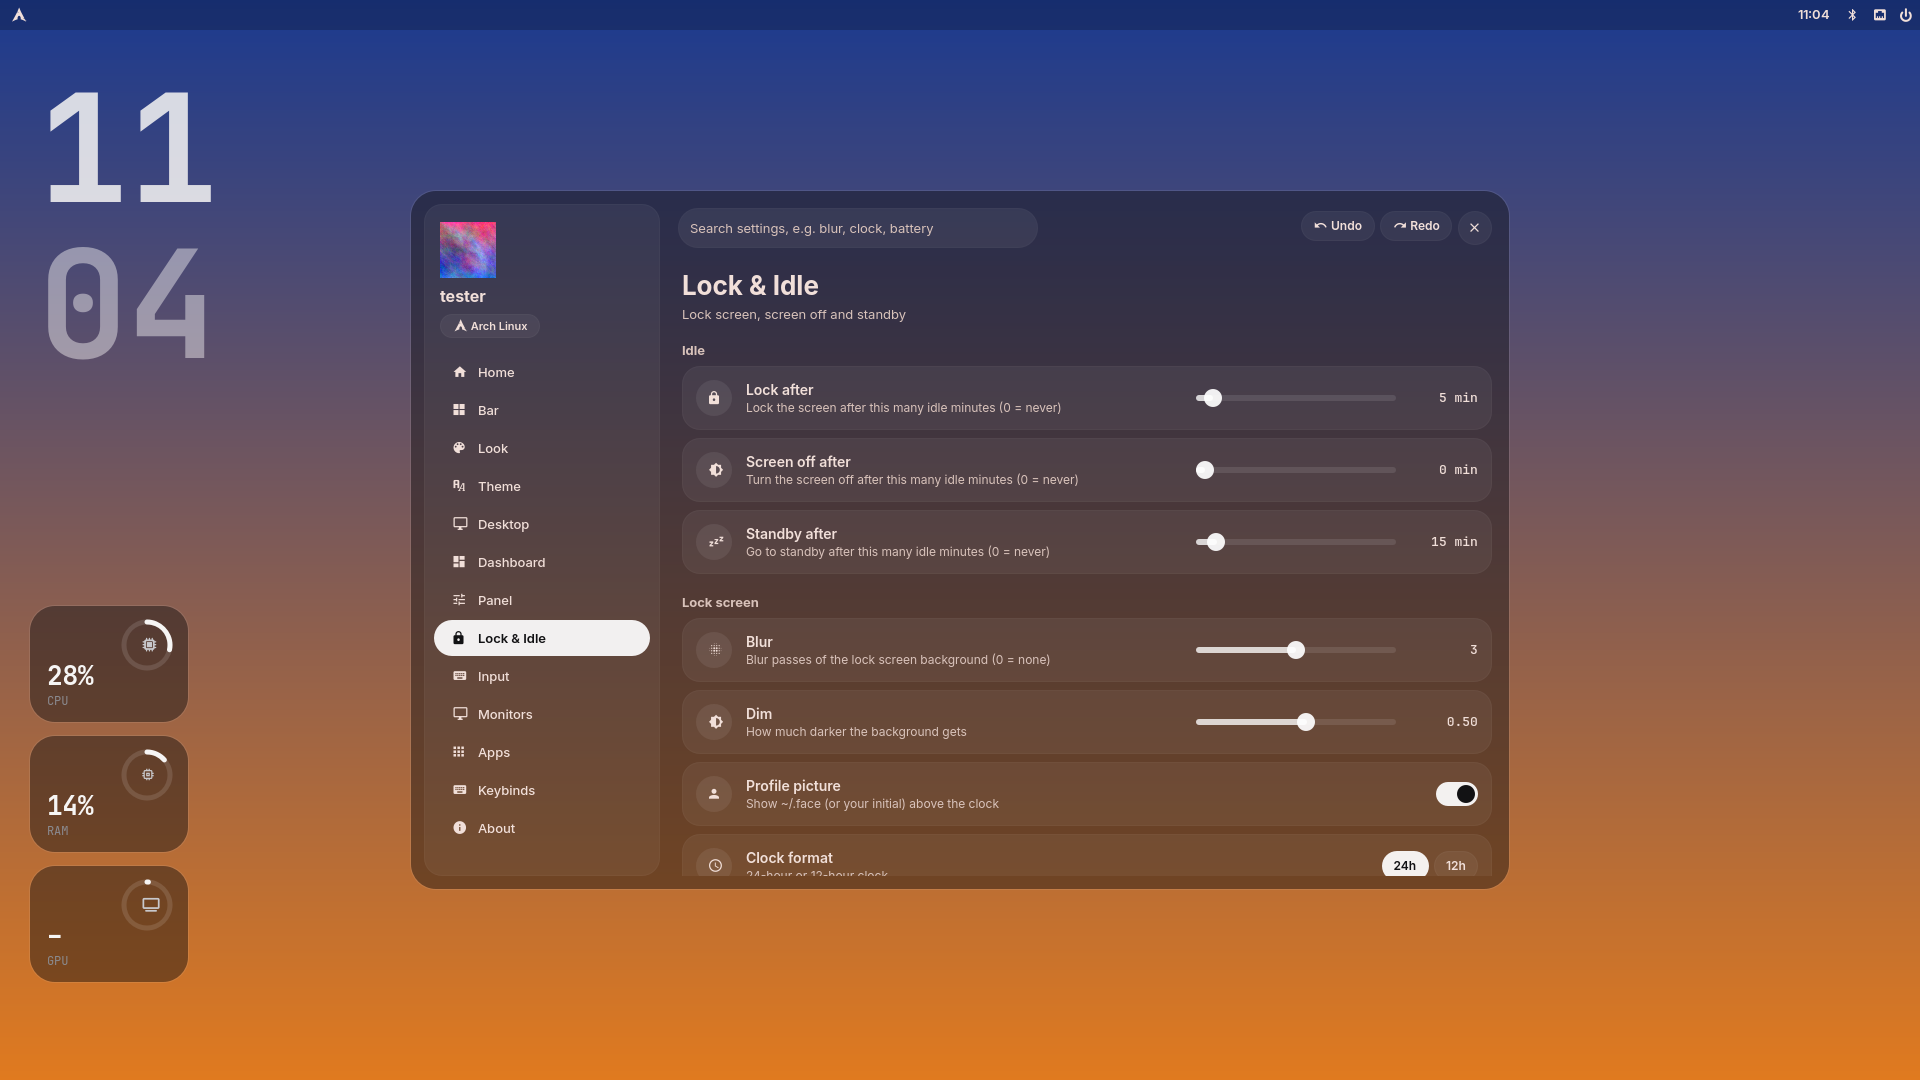 11:04
11
04
tester
Arch Linux
Home
Bar
Look
Theme
Desktop
Dashboard
Panel
Lock & Idle
Input
Monitors
Apps
Keybinds
About
Search settings, e.g. blur, clock, battery
Undo
Redo
Lock & Idle
Lock screen, screen off and standby
Idle
Lock after
Lock the screen after this many idle minutes (0 = never)
5 min
Screen off after
Turn the screen off after this many idle minutes (0 = never)
0 min
Standby after
Go to standby after this many idle minutes (0 = never)
15 min
Lock screen
Blur
Blur passes of the lock screen background (0 = none)
3
Dim
How much darker the background gets
0.50
Profile picture
Show ~/.face (or your initial) above the clock
Clock format
24-hour or 12-hour clock
24h
12h
28%
CPU
14%
RAM
–
GPU